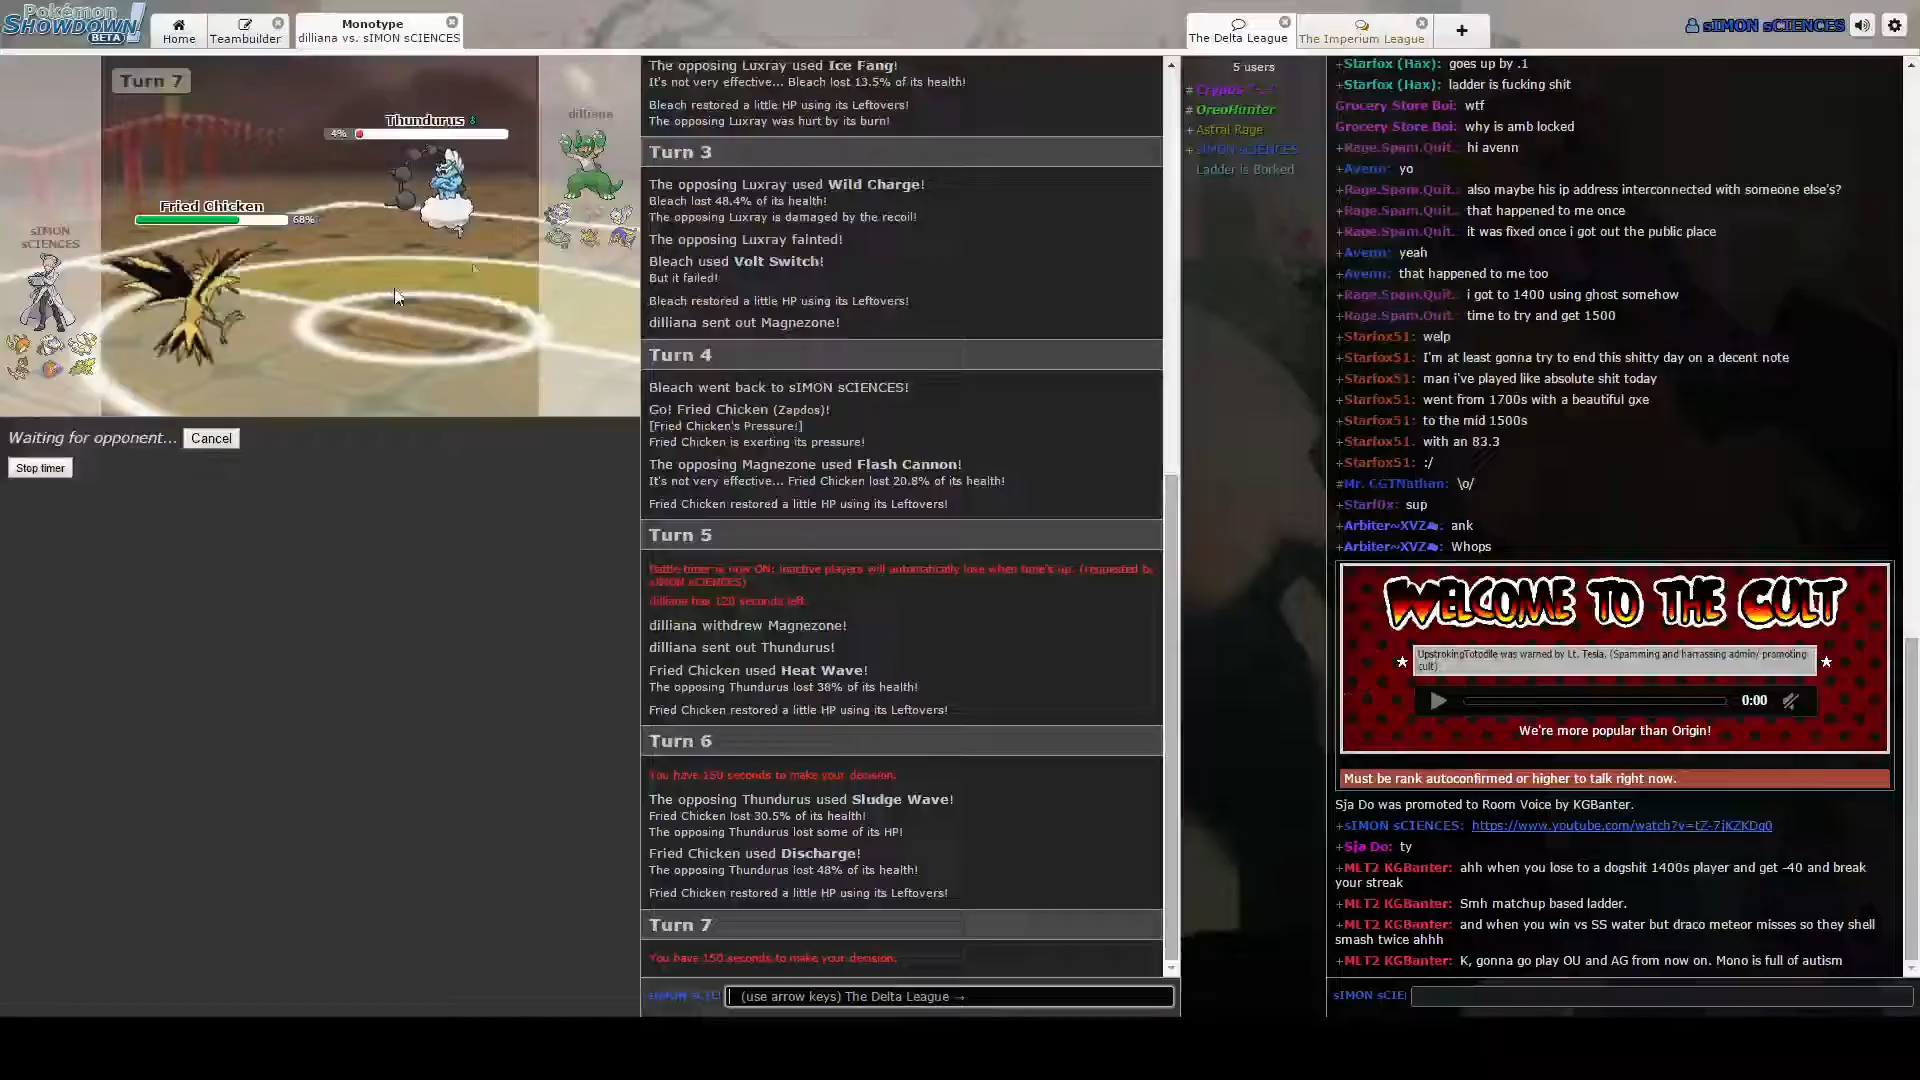 Pokémon
SHOWDOWN!
BETA
Home
Teambuilder
Monotype
dilliana vs. sIMON sCIENCES
The Delta League
The Imperium League
+
sIMON sCIENCES
Turn 7
Thundurus
4%
dilliana
Fried Chicken
68%
sIMON
sCIENCES
Waiting for opponent... Cancel
Stop timer
The opposing Luxray used Ice Fang!
It's not very effective... Bleach lost 13.5% of its health!
Bleach restored a little HP using its Leftovers!
The opposing Luxray was hurt by its burn!
Turn 3
The opposing Luxray used Wild Charge!
Bleach lost 48.4% of its health!
The opposing Luxray is damaged by the recoil!
The opposing Luxray fainted!
Bleach used Volt Switch!
But it failed!
Bleach restored a little HP using its Leftovers!
dilliana sent out Magnezone!
Turn 4
Bleach went back to sIMON sCIENCES!
Go! Fried Chicken (Zapdos)!
[Fried Chicken's Pressure!]
Fried Chicken is exerting its pressure!
The opposing Magnezone used Flash Cannon!
It's not very effective... Fried Chicken lost 20.8% of its health!
Fried Chicken restored a little HP using its Leftovers!
Turn 5
Battle timer is now ON: inactive players will automatically lose when time's up. (requested by
sIMON sCIENCES)
dilliana has 120 seconds left.
dilliana withdrew Magnezone!
dilliana sent out Thundurus!
Fried Chicken used Heat Wave!
The opposing Thundurus lost 38% of its health!
Fried Chicken restored a little HP using its Leftovers!
Turn 6
You have 150 seconds to make your decision.
The opposing Thundurus used Sludge Wave!
Fried Chicken lost 30.5% of its health!
The opposing Thundurus lost some of its HP!
Fried Chicken used Discharge!
The opposing Thundurus lost 48% of its health!
Fried Chicken restored a little HP using its Leftovers!
Turn 7
You have 150 seconds to make your decision.
sIMON sCIE
(use arrow keys) The Delta League →
5 users
#
# OreoHunter
+ Astral Rage
+ sIMON sCIENCES
Ladder is Borked
+Starfox (Hax): goes up by .1
+Starfox (Hax): ladder is fucking shit
Grocery Store Boi: wtf
Grocery Store Boi: why is amb locked
+Rage.Spam.Quit.: hi avenn
+Avenn: yo
+Rage.Spam.Quit.: also maybe his ip address interconnected with someone else's?
+Rage.Spam.Quit.: that happened to me once
+Rage.Spam.Quit.: it was fixed once i got out the public place
+Avenn: yeah
+Avenn: that happened to me too
+Rage.Spam.Quit.: i got to 1400 using ghost somehow
+Rage.Spam.Quit.: time to try and get 1500
+Starfox51: welp
+Starfox51: I'm at least gonna try to end this shitty day on a decent note
+Starfox51: man i've played like absolute shit today
+Starfox51: went from 1700s with a beautiful gxe
+Starfox51: to the mid 1500s
+Starfox51: with an 83.3
+Starfox51: :/
#Mr. CGTNathan: \o/
+Starf0x: sup
+Arbiter~XVZ: ank
+Arbiter~XVZ: Whops
WELCOME TO THE CULT
★ UpstrokingTotodile was warned by Lt. Tesla. (Spamming and harrassing admin/ promoting
cult) ★
0:00
We're more popular than Origin!
Must be rank autoconfirmed or higher to talk right now.
Sja Do was promoted to Room Voice by KGBanter.
+sIMON sCIENCES: https://www.youtube.com/watch?v=tZ-7jKZKDg0
+Sja Do: ty
+MLT2 KGBanter: ahh when you lose to a dogshit 1400s player and get -40 and break
your streak
+MLT2 KGBanter: Smh matchup based ladder.
+MLT2 KGBanter: and when you win vs SS water but draco meteor misses so they shell
smash twice ahhh
+MLT2 KGBanter: K, gonna go play OU and AG from now on. Mono is full of autism
sIMON sCIE